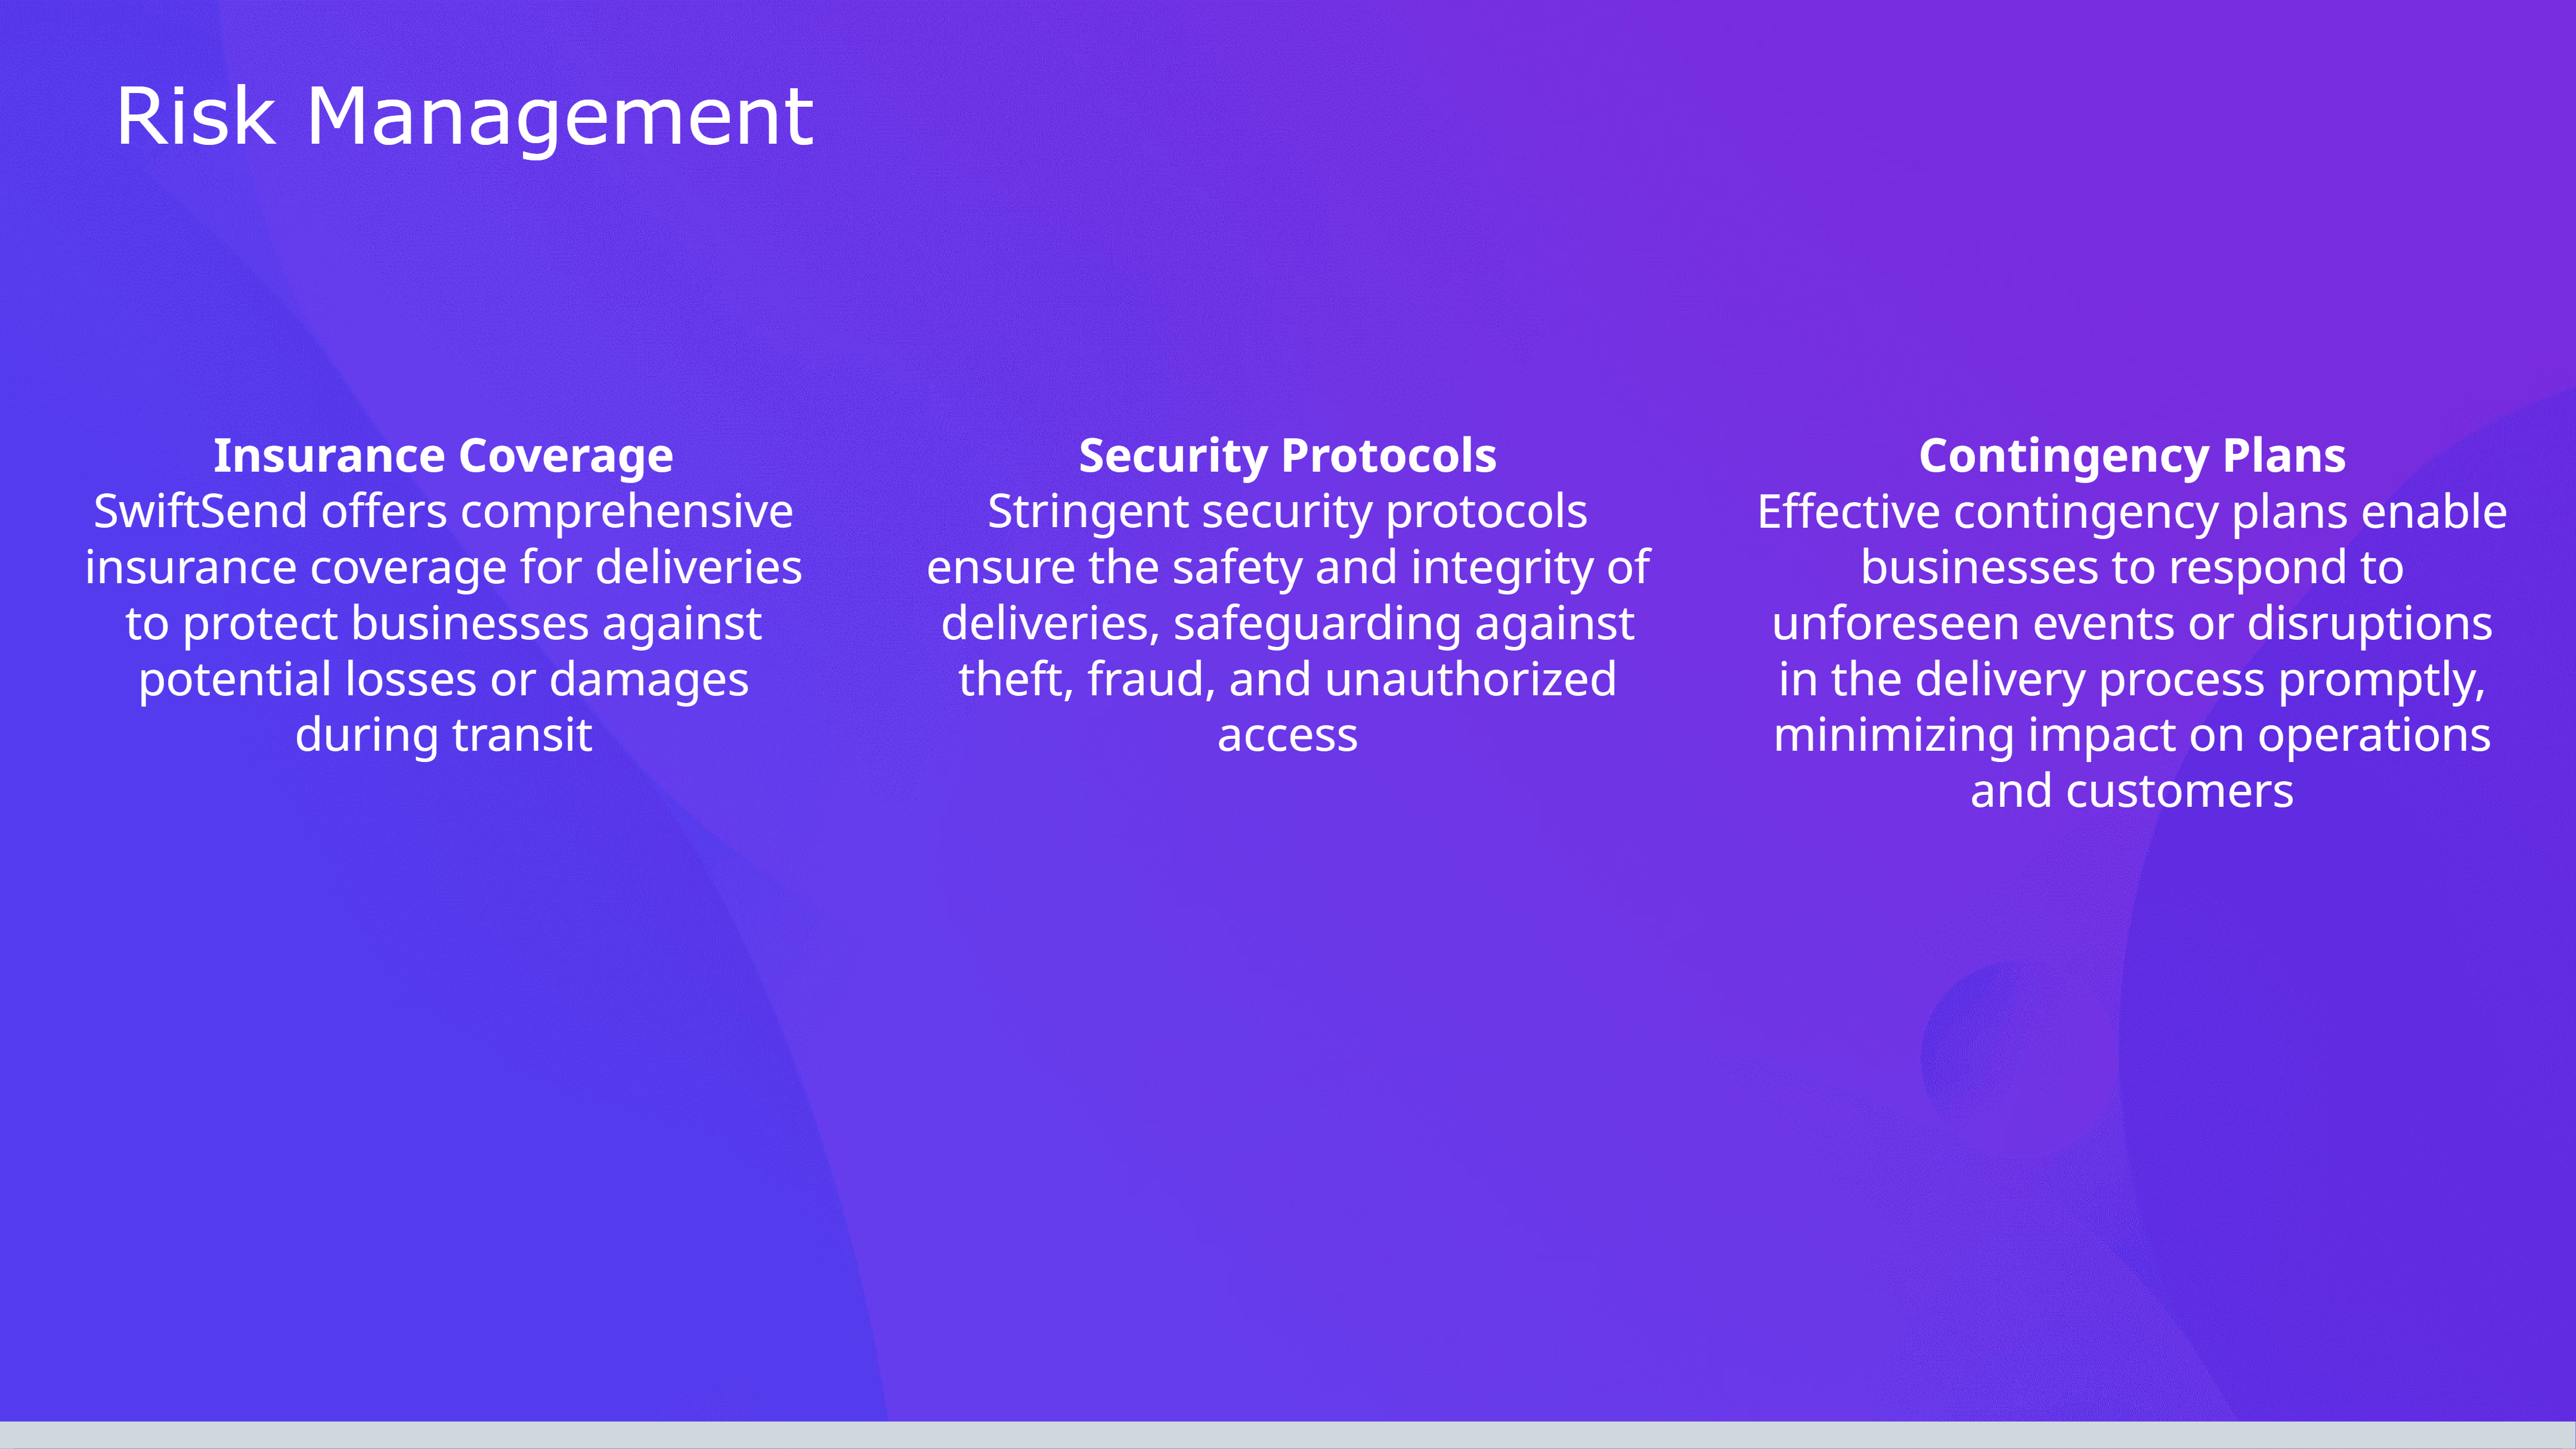 Risk Management
Insurance Coverage
SwiftSend offers comprehensive
insurance coverage for deliveries
to protect businesses against
potential losses or damages
during transit
Security Protocols
Stringent security protocols
ensure the safety and integrity of
deliveries, safeguarding against
theft, fraud, and unauthorized
access
Contingency Plans
Effective contingency plans enable
businesses to respond to
unforeseen events or disruptions
in the delivery process promptly,
minimizing impact on operations
and customers